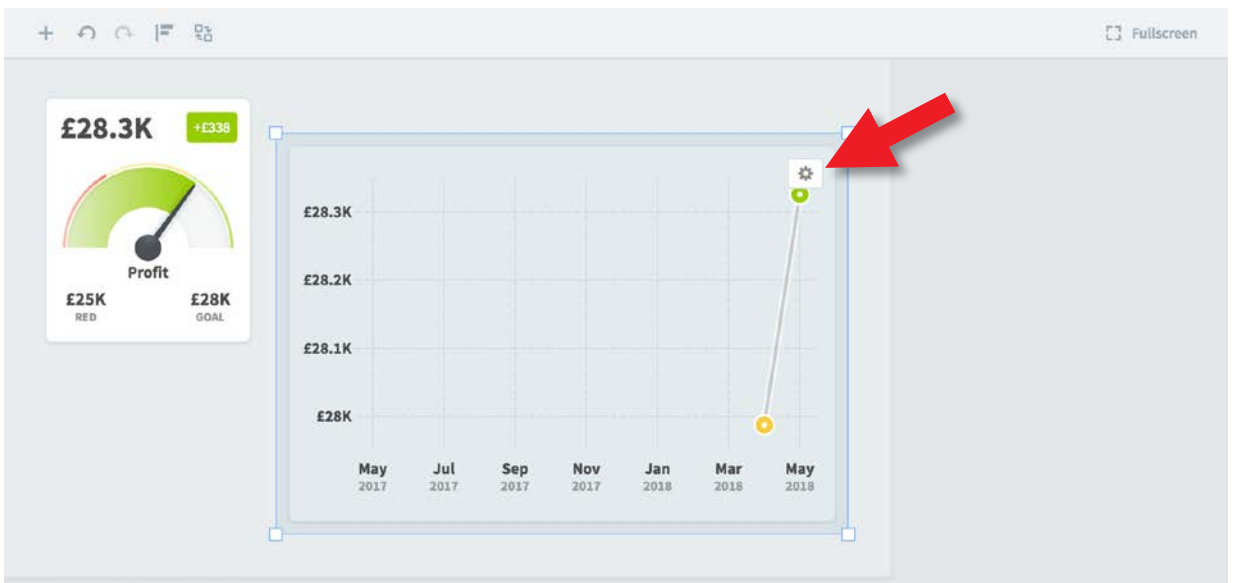 Fullscreen
£28.3K
+£338
Profit
£25K
RED
£28K
GOAL
£28.3K
£28.2K
£28.1K
£28K
May Jul Sep Nov Jan Mar May
2017 2017 2017 2017 2018 2018 2018